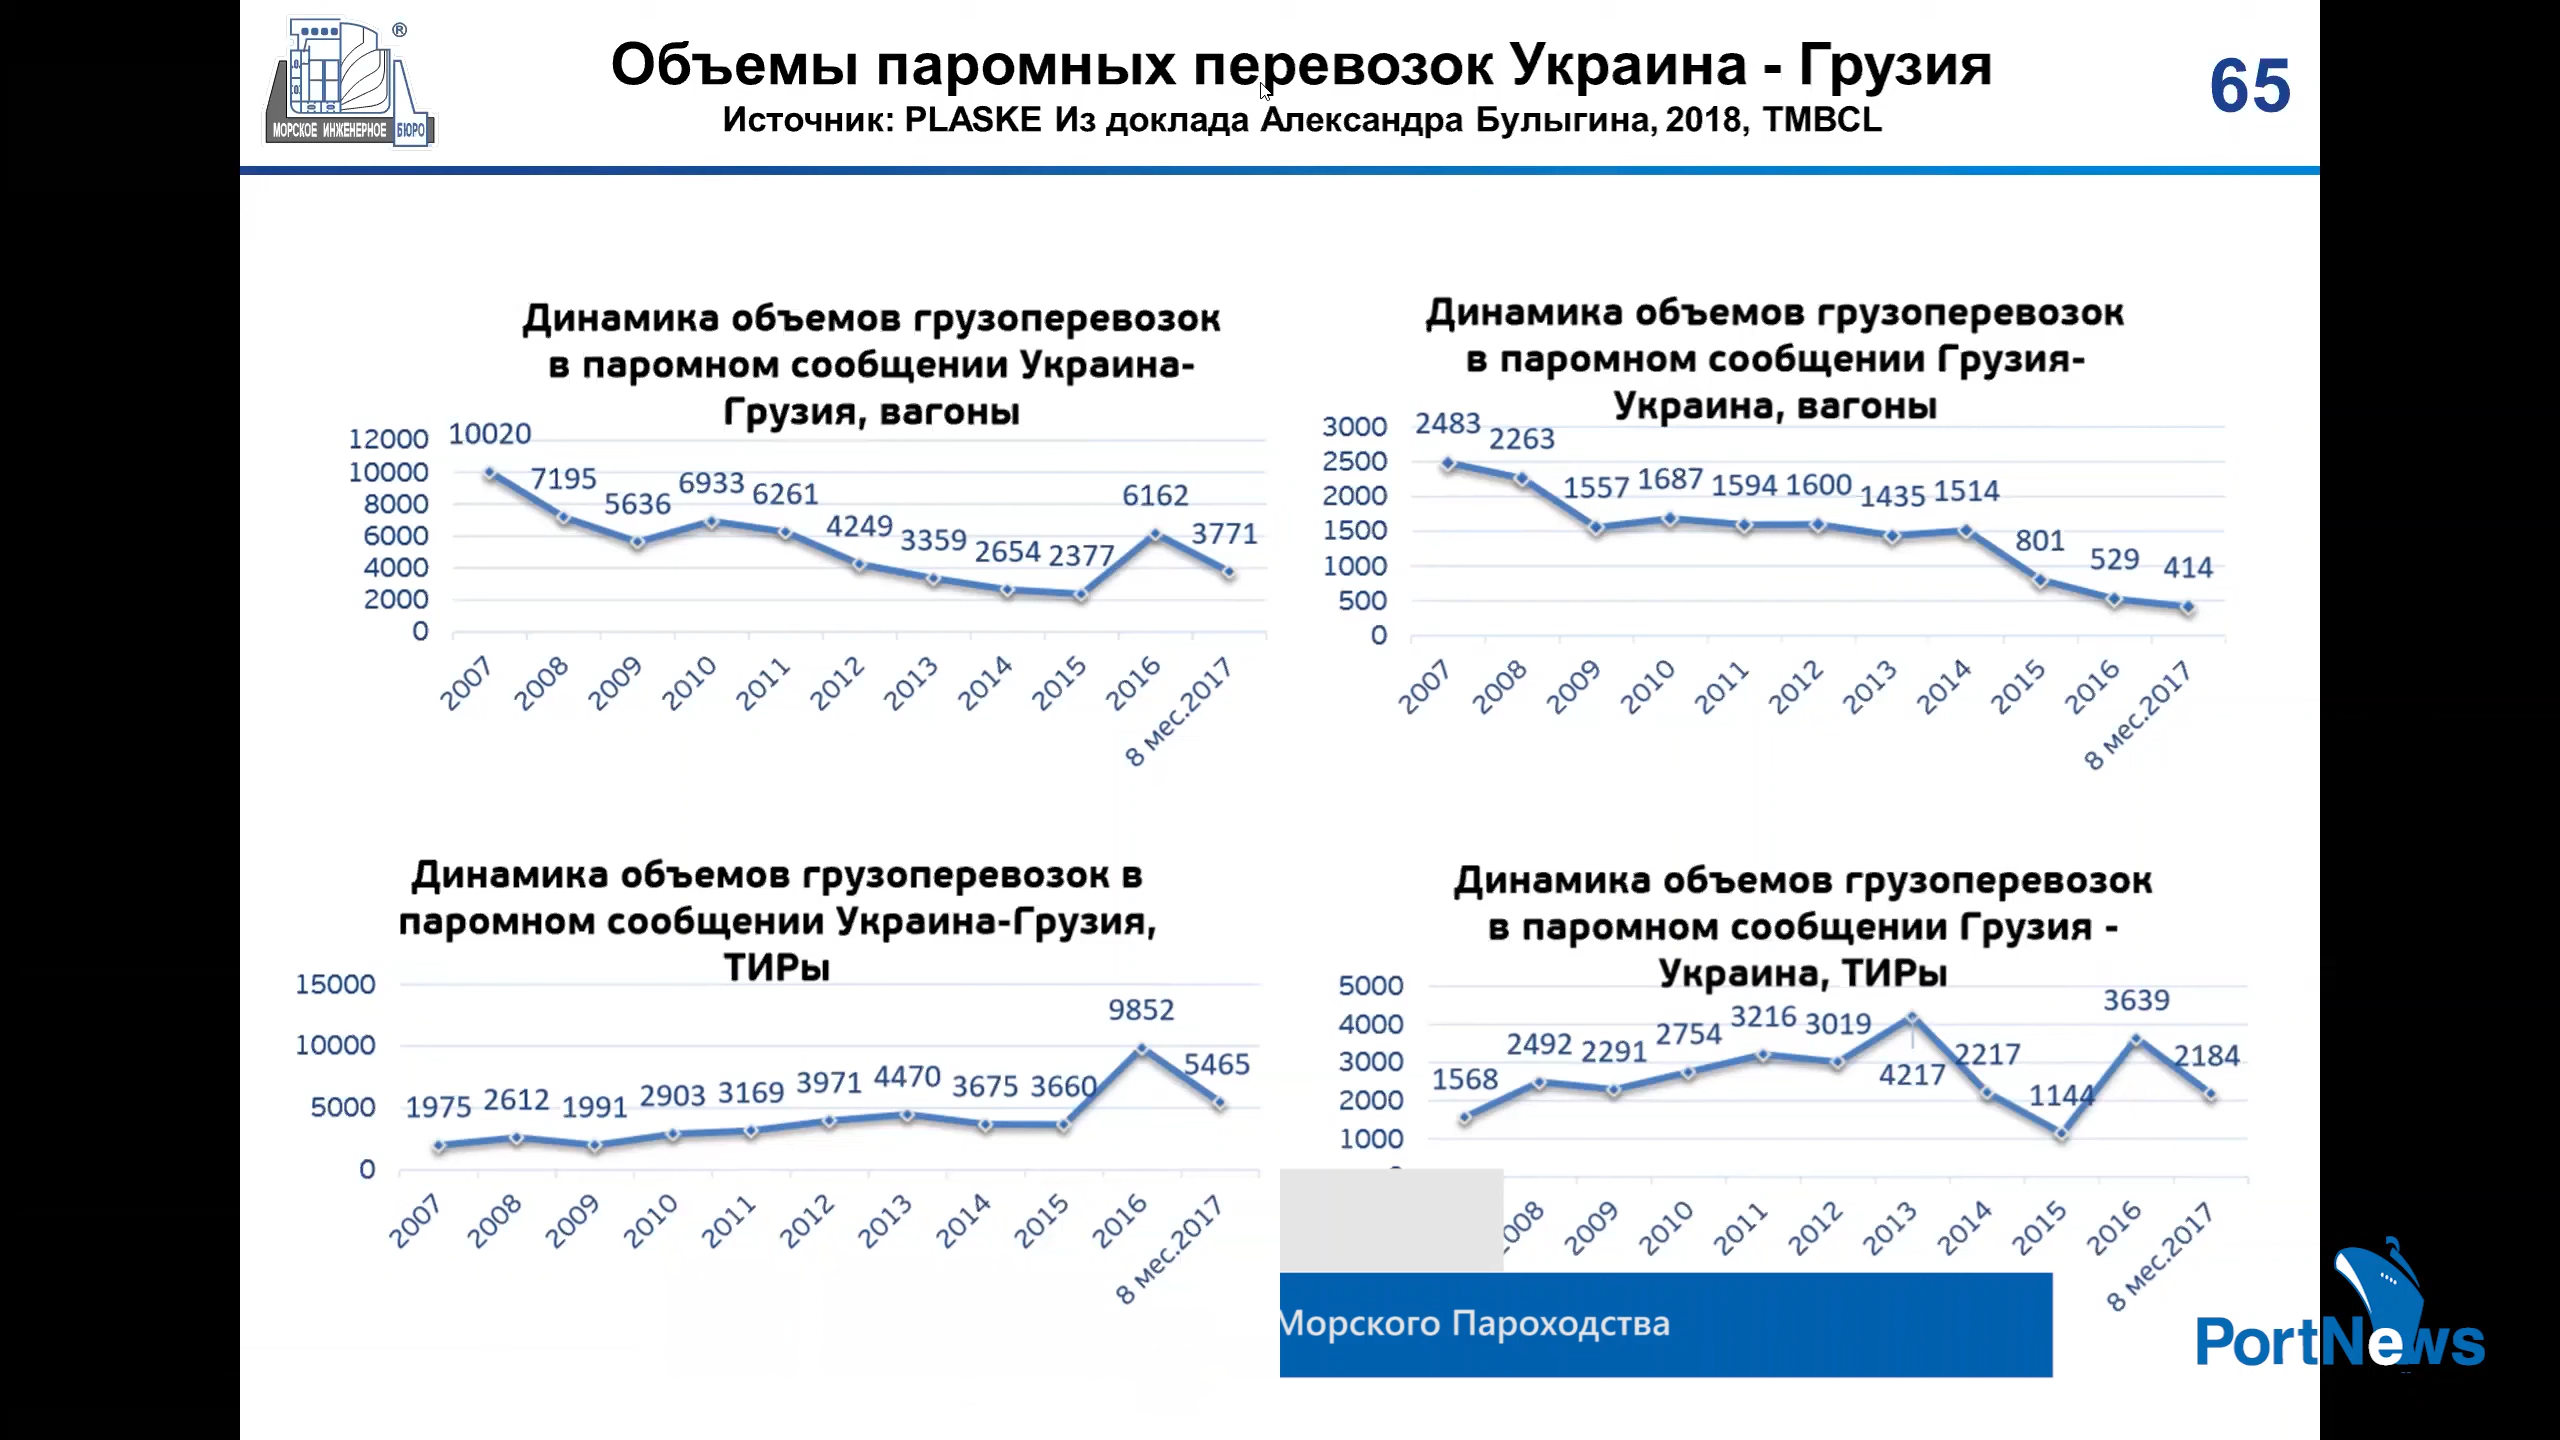 ®
МОРСКОЕ ИНЖЕНЕРНОЕ БЮРО
Объемы паромных перевозок Украина - Грузия
Источник: PLASKE Из доклада Александра Булыгина, 2018, TMBCL
65
Динамика объемов грузоперевозок
в паромном сообщении Украина-
Грузия, вагоны
12000
10000
8000
6000
4000
2000
0
10020 7195 5636 6933 6261 4249 3359 2654 2377 6162 3771
2007 2008 2009 2010 2011 2012 2013 2014 2015 2016 8 мес.2017
Динамика объемов грузоперевозок
в паромном сообщении Грузия-
Украина, вагоны
3000
2500
2000
1500
1000
500
0
2483 2263 1557 1687 1594 1600 1435 1514 801 529 414
2007 2008 2009 2010 2011 2012 2013 2014 2015 2016 8 мес.2017
Динамика объемов грузоперевозок в
паромном сообщении Украина-Грузия,
ТИРы
15000
10000
5000
0
1975 2612 1991 2903 3169 3971 4470 3675 3660 9852 5465
2007 2008 2009 2010 2011 2012 2013 2014 2015 2016 8 мес.2017
Динамика объемов грузоперевозок
в паромном сообщении Грузия -
Украина, ТИРы
5000
4000
3000
2000
1000
1568 2492 2291 2754 3216 3019 4217 2217 1144 3639 2184
008 2009 2010 2011 2012 2013 2014 2015 2016 8 мес.2017
Морского Пароходства
PortNews